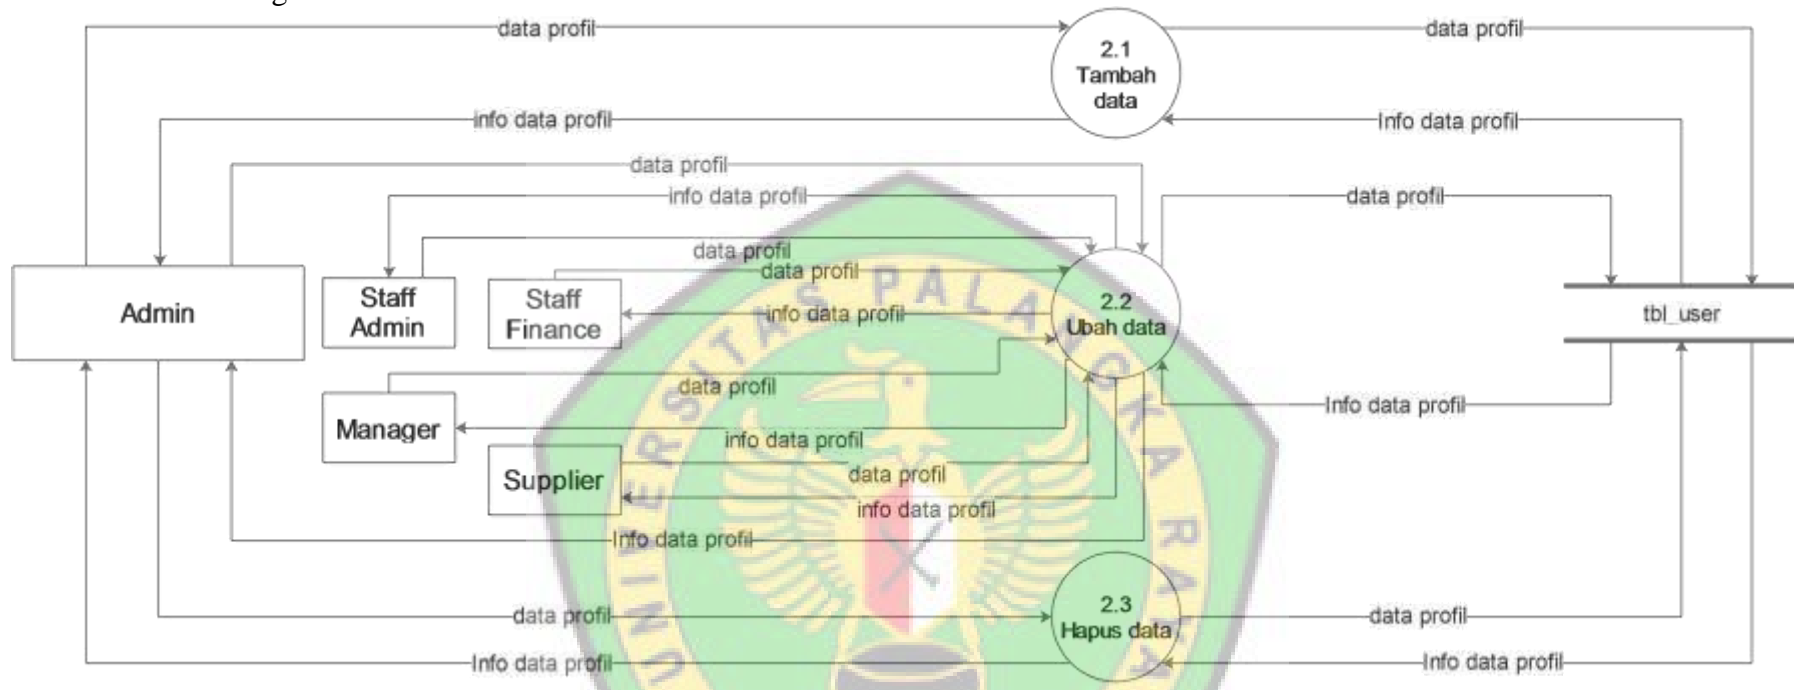 data profil
data profil
2.1
Tambah
data
info data profil
Info data profil
data profil
info data profil
data profil
data profil
data profil
Admin
Staff
Admin
Staff
Finance
info data profil
2.2
Ubah data
tbl_user
data profil
Info data profil
Manager
info data profil
Supplier
data profil
info data profil
Info data profil
2.3
Hapus data
data profil
data profil
Info data profil
Info data profil
UNIVERSITAS PALANGKA RAYA